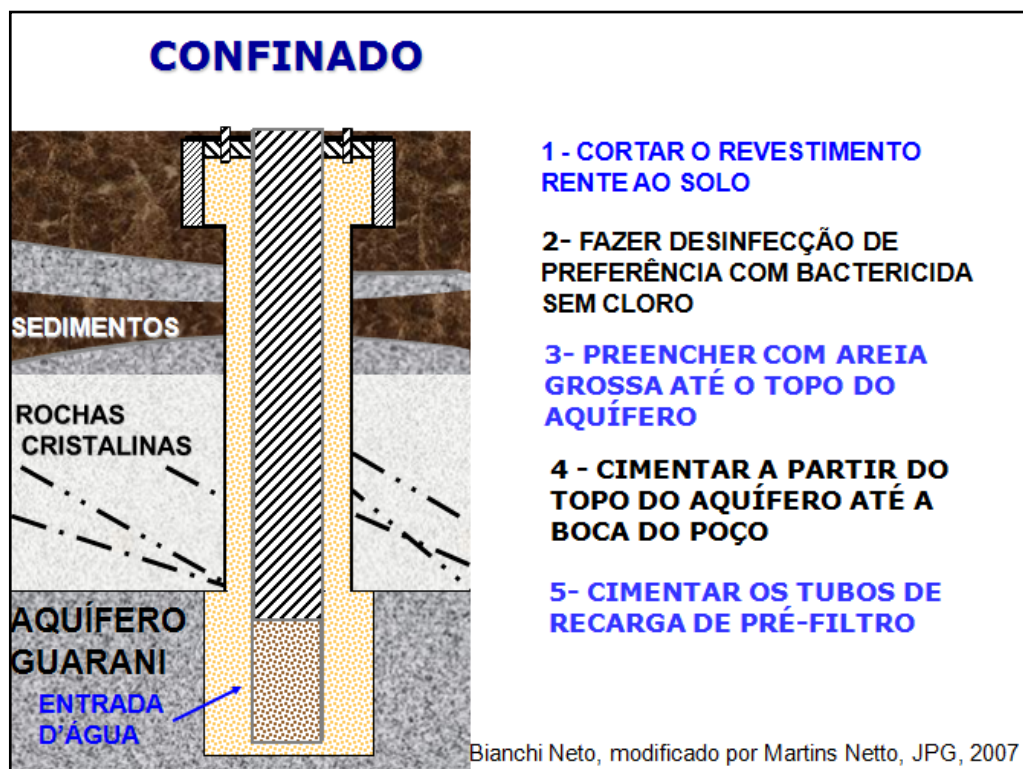 CONFINADO
SEDIMENTOS
ROCHAS
CRISTALINAS
AQUÍFERO
GUARANI
ENTRADA
D'ÁGUA
1 - CORTAR O REVESTIMENTO
RENTE AO SOLO
2- FAZER DESINFECÇÃO DE
PREFERÊNCIA COM BACTERICIDA
SEM CLORO
3- PREENCHER COM AREIA
GROSSA ATÉ O TOPO DO
AQUÍFERO
4 - CIMENTAR A PARTIR DO
TOPO DO AQUÍFERO ATÉ A
BOCA DO POÇO
5- CIMENTAR OS TUBOS DE
RECARGA DE PRÉ-FILTRO
Bianchi Neto, modificado por Martins Netto, JPG, 2007